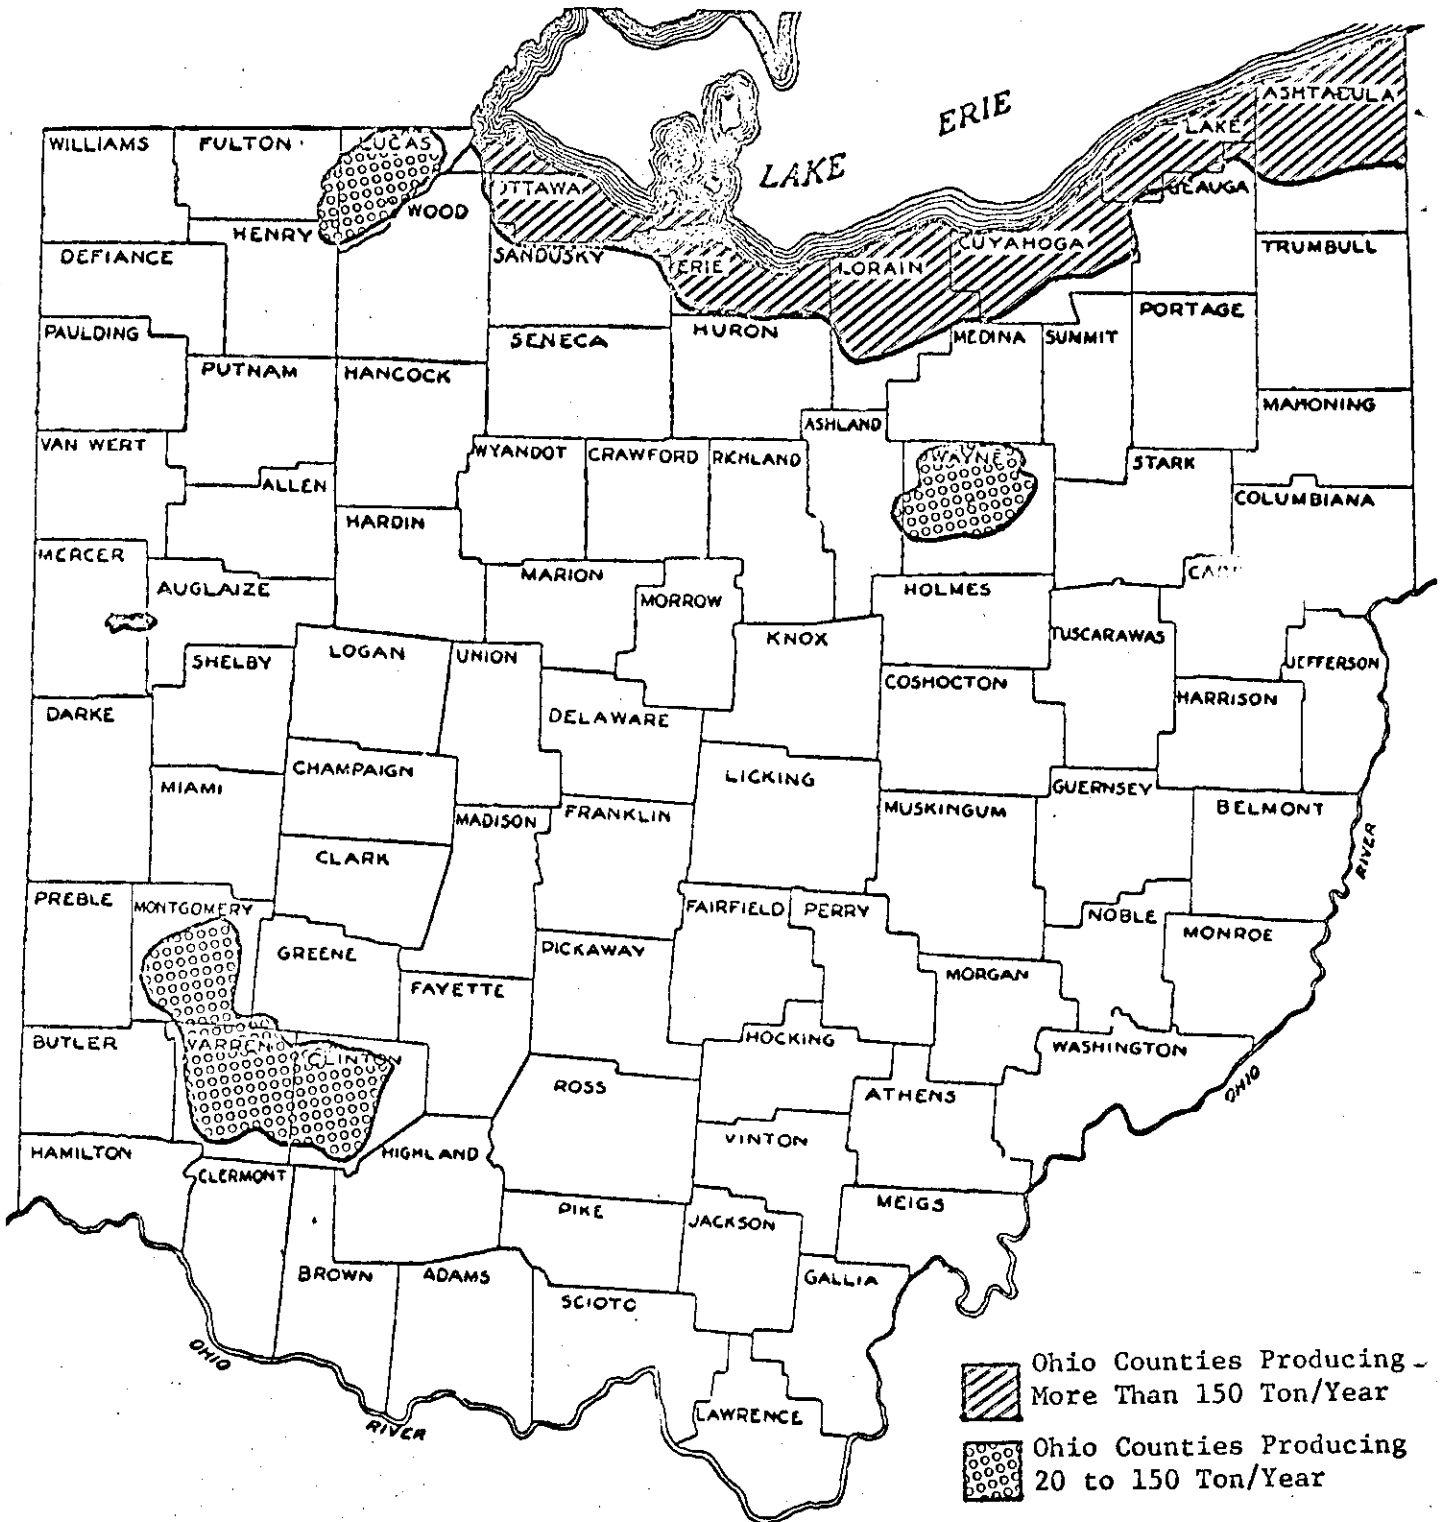 ERIE
LAKE
ASHTABULA
LAKE
WILLIAMS
FULTON
LUCAS
OTTAWA
GEAUGA
WOOD
HENRY
CUYAHOGA
TRUMBULL
DEFIANCE
SANDUSKY
ERIE
LORAIN
PORTAGE
PAULDING
SENECA
HURON
MEDINA
SUMMIT
PUTNAM
HANCOCK
MAHONING
ASHLAND
VAN WERT
WYANDOT
CRAWFORD
RICHLAND
WAYNE
STARK
ALLEN
COLUMBIANA
HARDIN
MERCER
MARION
AUGLAIZE
HOLMES
MORROW
KNOX
TUSCARAWAS
LOGAN
UNION
SHELBY
JEFFERSON
COSHOCTON
HARRISON
DARKE
DELAWARE
CHAMPAIGN
LICKING
MIAMI
GUERNSEY
BELMONT
MADISON
FRANKLIN
MUSKINGUM
CLARK
RIVER
PREBLE
MONTGOMERY
FAIRFIELD
PERRY
NOBLE
MONROE
GREENE
PICKAWAY
MORGAN
FAYETTE
BUTLER
WARREN
CLINTON
HOCKING
WASHINGTON
ROSS
ATHENS
OHIO
VINTON
HAMILTON
HIGHLAND
CLERMONT
MEIGS
PIKE
JACKSON
BROWN
ADAMS
GALLIA
SCIOTO
OHIO
RIVER
LAWRENCE
Ohio Counties Producing
More Than 150 Ton/Year
Ohio Counties Producing
20 to 150 Ton/Year